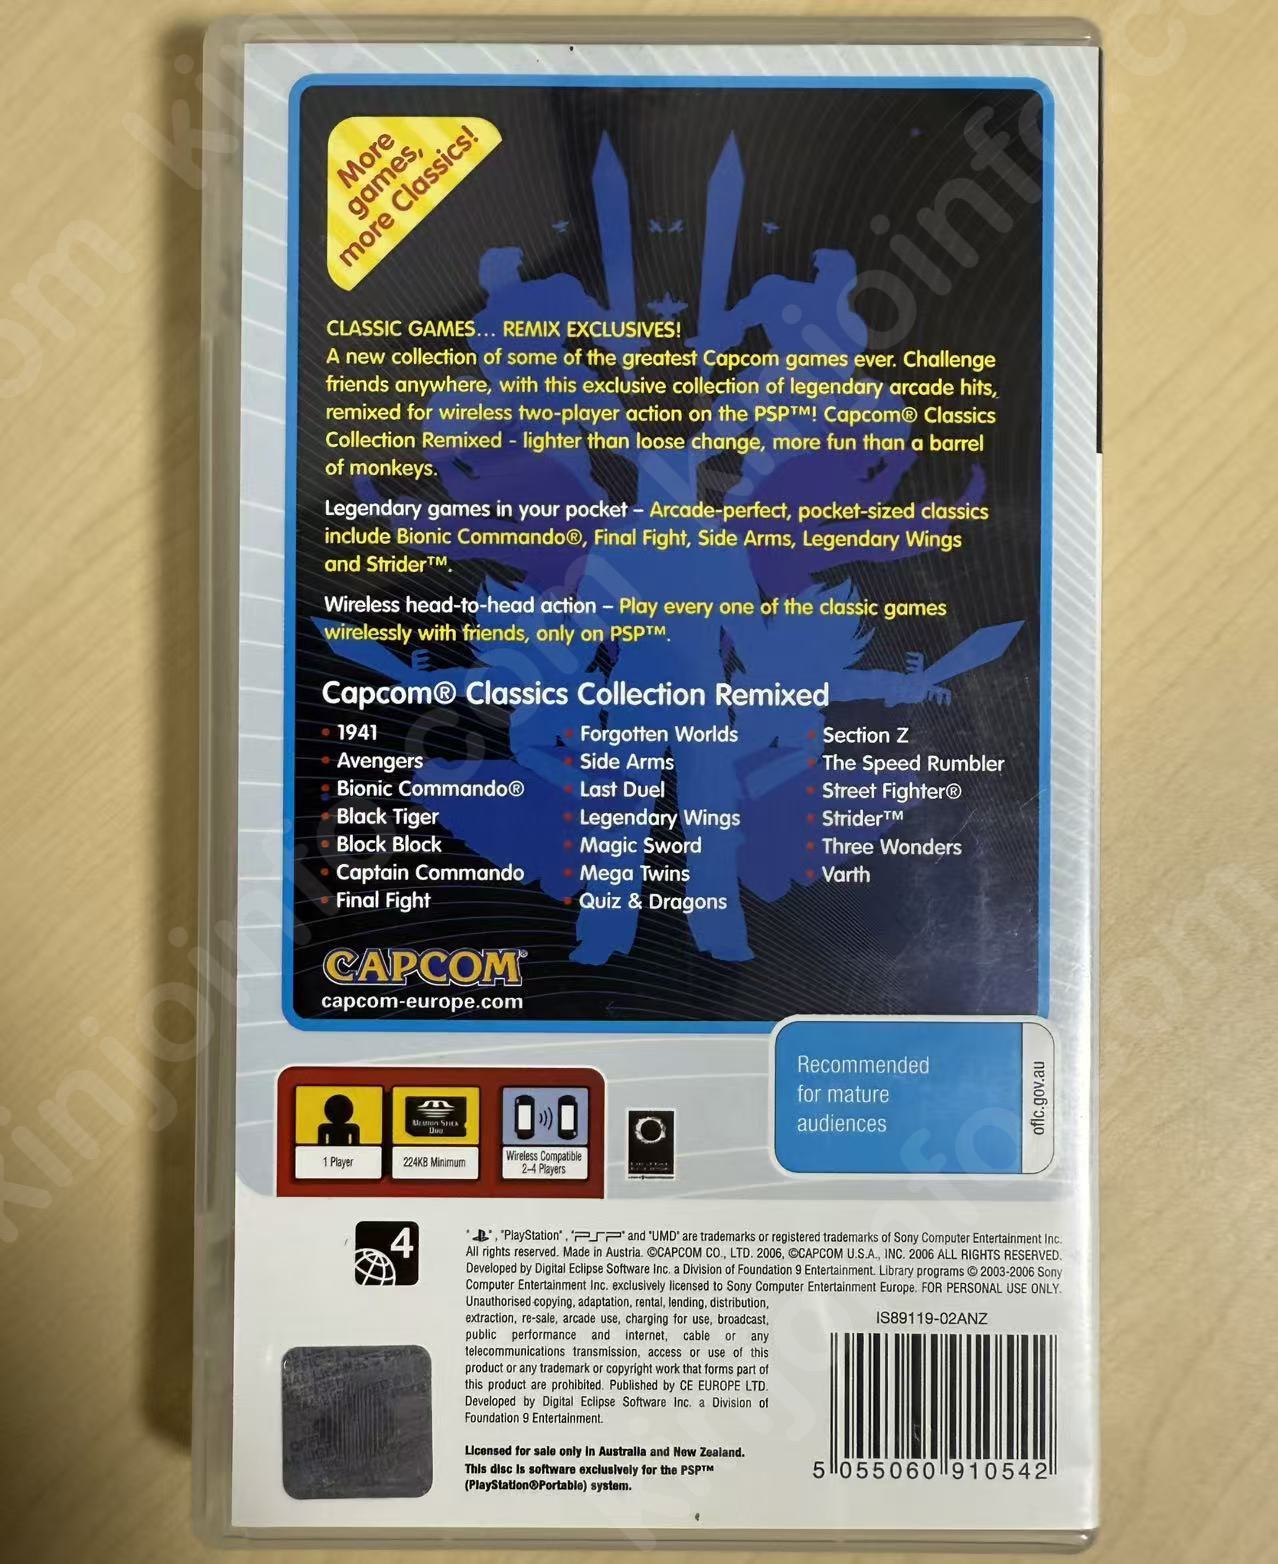 More
games,
more Classics!
CLASSIC GAMES... REMIX EXCLUSIVES!
A new collection of some of the greatest Capcom games ever. Challenge
friends anywhere, with this exclusive collection of legendary arcade hits,
remixed for wireless two-player action on the PSP™! Capcom® Classics
Collection Remixed - lighter than loose change, more fun than a barrel
of monkeys.
Legendary games in your pocket – Arcade-perfect, pocket-sized classics
include Bionic Commando®, Final Fight, Side Arms, Legendary Wings
and Strider™.
Wireless head-to-head action – Play every one of the classic games
wirelessly with friends, only on PSP™.
Capcom® Classics Collection Remixed
• 1941
• Avengers
• Bionic Commando®
• Black Tiger
• Block Block
• Captain Commando
• Final Fight
• Forgotten Worlds
• Side Arms
• Last Duel
• Legendary Wings
• Magic Sword
• Mega Twins
• Quiz & Dragons
• Section Z
• The Speed Rumbler
• Street Fighter®
• Strider™
• Three Wonders
• Varth
CAPCOM®
capcom-europe.com
Recommended
for mature
audiences
oflc.gov.au
1 Player
MEMORY STICK
DUO
224KB Minimum
Wireless Compatible
2-4 Players
4
"PlayStation", "PSP" and "UMD" are trademarks or registered trademarks of Sony Computer Entertainment Inc.
All rights reserved. Made in Austria. ©CAPCOM CO., LTD. 2006, ©CAPCOM U.S.A., INC. 2006 ALL RIGHTS RESERVED.
Developed by Digital Eclipse Software Inc. a Division of Foundation 9 Entertainment. Library programs © 2003-2006 Sony
Computer Entertainment Inc. exclusively licensed to Sony Computer Entertainment Europe. FOR PERSONAL USE ONLY.
Unauthorised copying, adaptation, rental, lending, distribution,
extraction, re-sale, arcade use, charging for use, broadcast,
public performance and internet, cable or any
telecommunications transmission, access or use of this
product or any trademark or copyright work that forms part of
this product are prohibited. Published by CE EUROPE LTD.
Developed by Digital Eclipse Software Inc. a Division of
Foundation 9 Entertainment.
Licensed for sale only in Australia and New Zealand.
This disc is software exclusively for the PSP™
(PlayStation®Portable) system.
IS89119-02ANZ
5 055060 910542
kinjoinfo.com